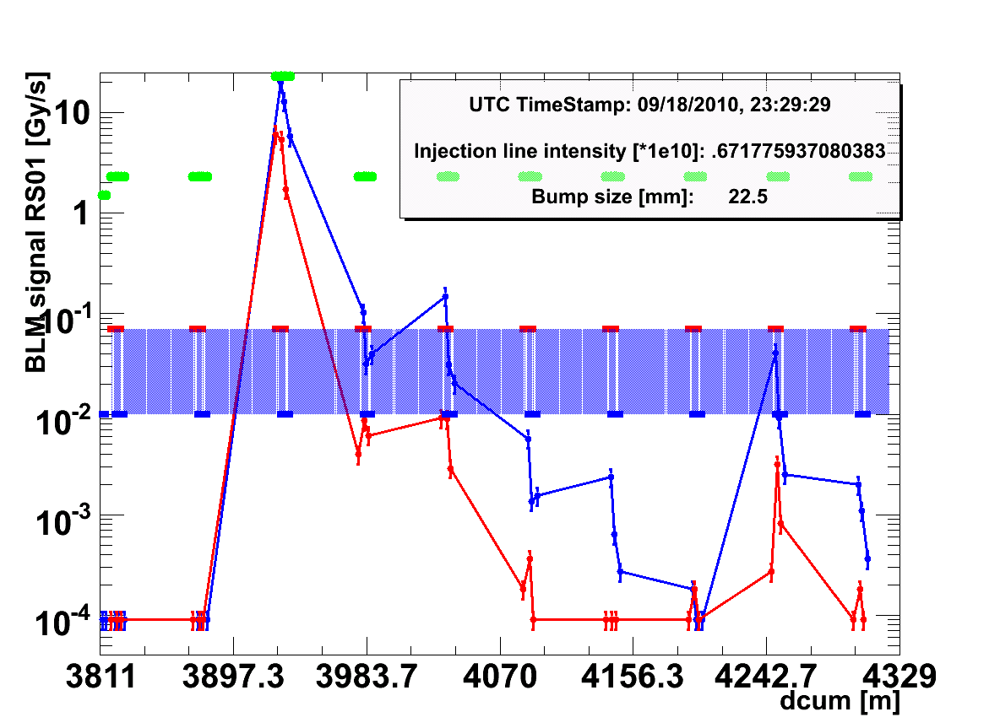 BLM signal RS01 [Gy/s]
10
1
10-1
10-2
10-3
10-4
UTC TimeStamp: 09/18/2010, 23:29:29
Injection line intensity [*1e10]: .671775937080383
Bump size [mm]: 22.5
3811 3897.3 3983.7 4070 4156.3 4242.7 4329
dcum [m]